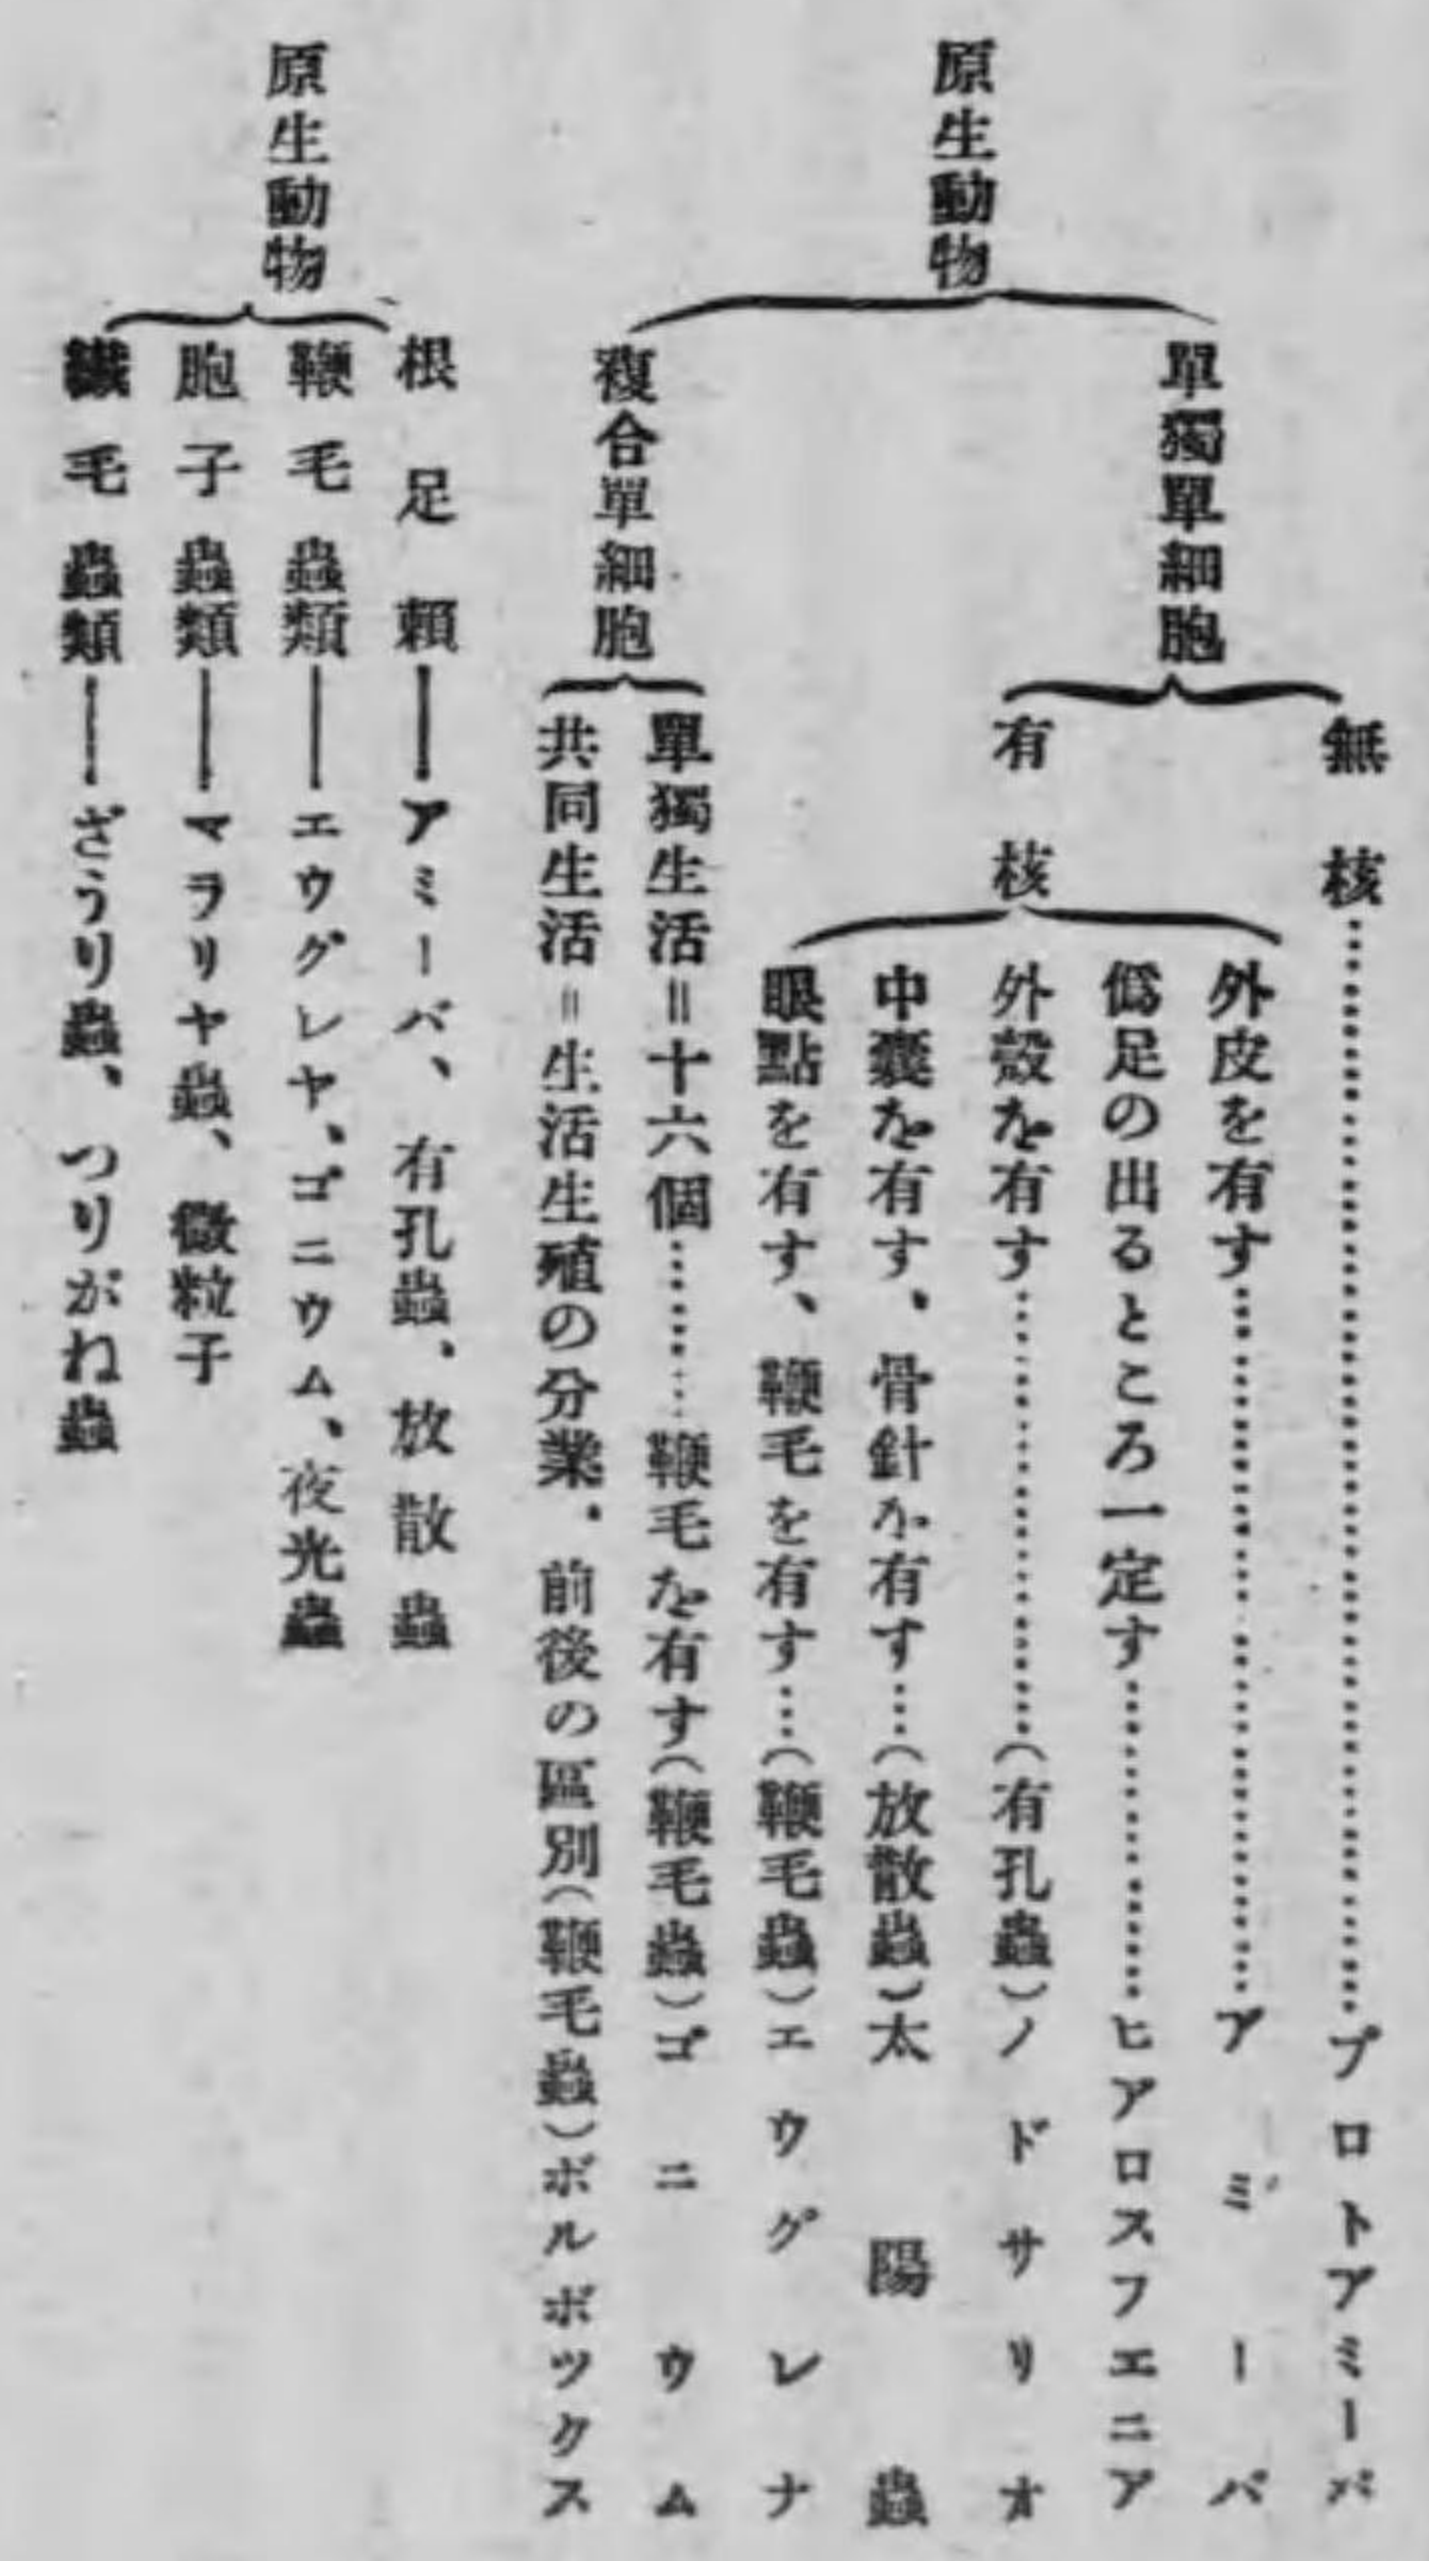 原生動物
單獨單細胞
無核……プロトアミーバ
有核
外皮を有す……アミーバ
僞足の出るところ一定す……ヒアロスフエニア
外殼を有す……(有孔蟲)ノドサリオ
中囊を有す、骨針を有す……(放散蟲)太陽蟲
眼點を有す、鞭毛を有す……(鞭毛蟲)エウグレナ
複合單細胞
單獨生活=十六個……鞭毛を有す(鞭毛蟲)ゴニウム
共同生活=生活生殖の分業、前後の區別(鞭毛蟲)ボルボツクス
原生動物
根足賴——アミーバ、有孔蟲、放散蟲
鞭毛蟲類——エウグレヤ、ゴニウム、夜光蟲
胞子蟲類——マラリヤ蟲、微粒子
纎毛蟲類——ざうり蟲、つりがね蟲